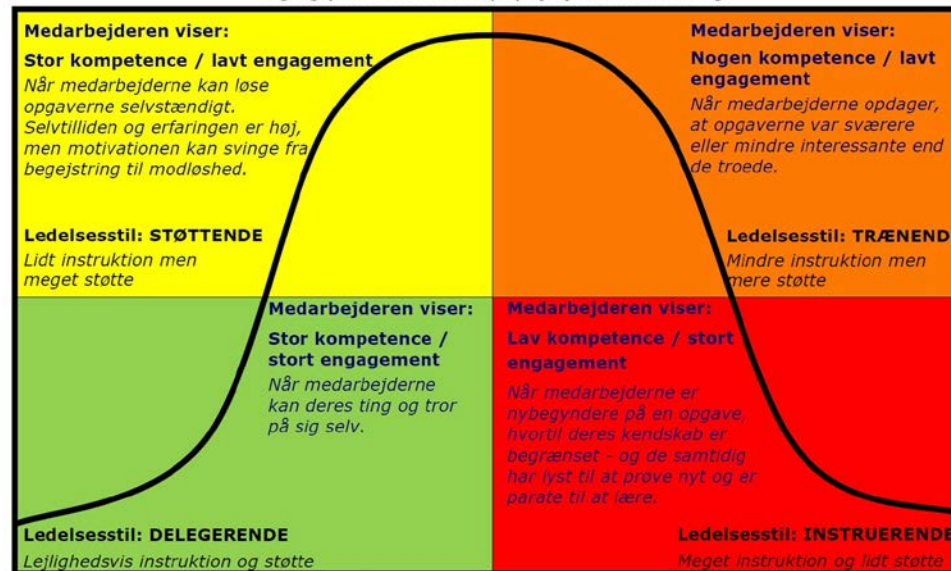 Medarbejderen viser:
Stor kompetence / lavt engagement
Når medarbejderne kan løse
opgaverne selvstændigt.
Selvtilliden og erfaringen er høj,
men motivationen kan svinge fra
begejstring til modløshed.
Ledelsesstil: STØTTENDE
Lidt instruktion men
meget støtte
Medarbejderen viser:
Nogen kompetence / lavt
engagement
Når medarbejderne opdager,
at opgaverne var sværere
eller mindre interessante end
de troede.
Ledelsesstil: TRÆNEND
Mindre instruktion men
mere støtte
Medarbejderen viser:
Stor kompetence /
stort engagement
Når medarbejderne
kan deres ting og tror
på sig selv.
Ledelsesstil: DELEGERENDE
Lejlighedsvis instruktion og støtte
Medarbejderen viser:
Lav kompetence / stort
engagement
Når medarbejderne er
nybegyndere på en opgave,
hvortil deres kendskab er
begrænset - og de samtidig
har lyst til at prøve nyt og er
parate til at lære.
Ledelsesstil: INSTRUERENDE
Meget instruktion og lidt støtte